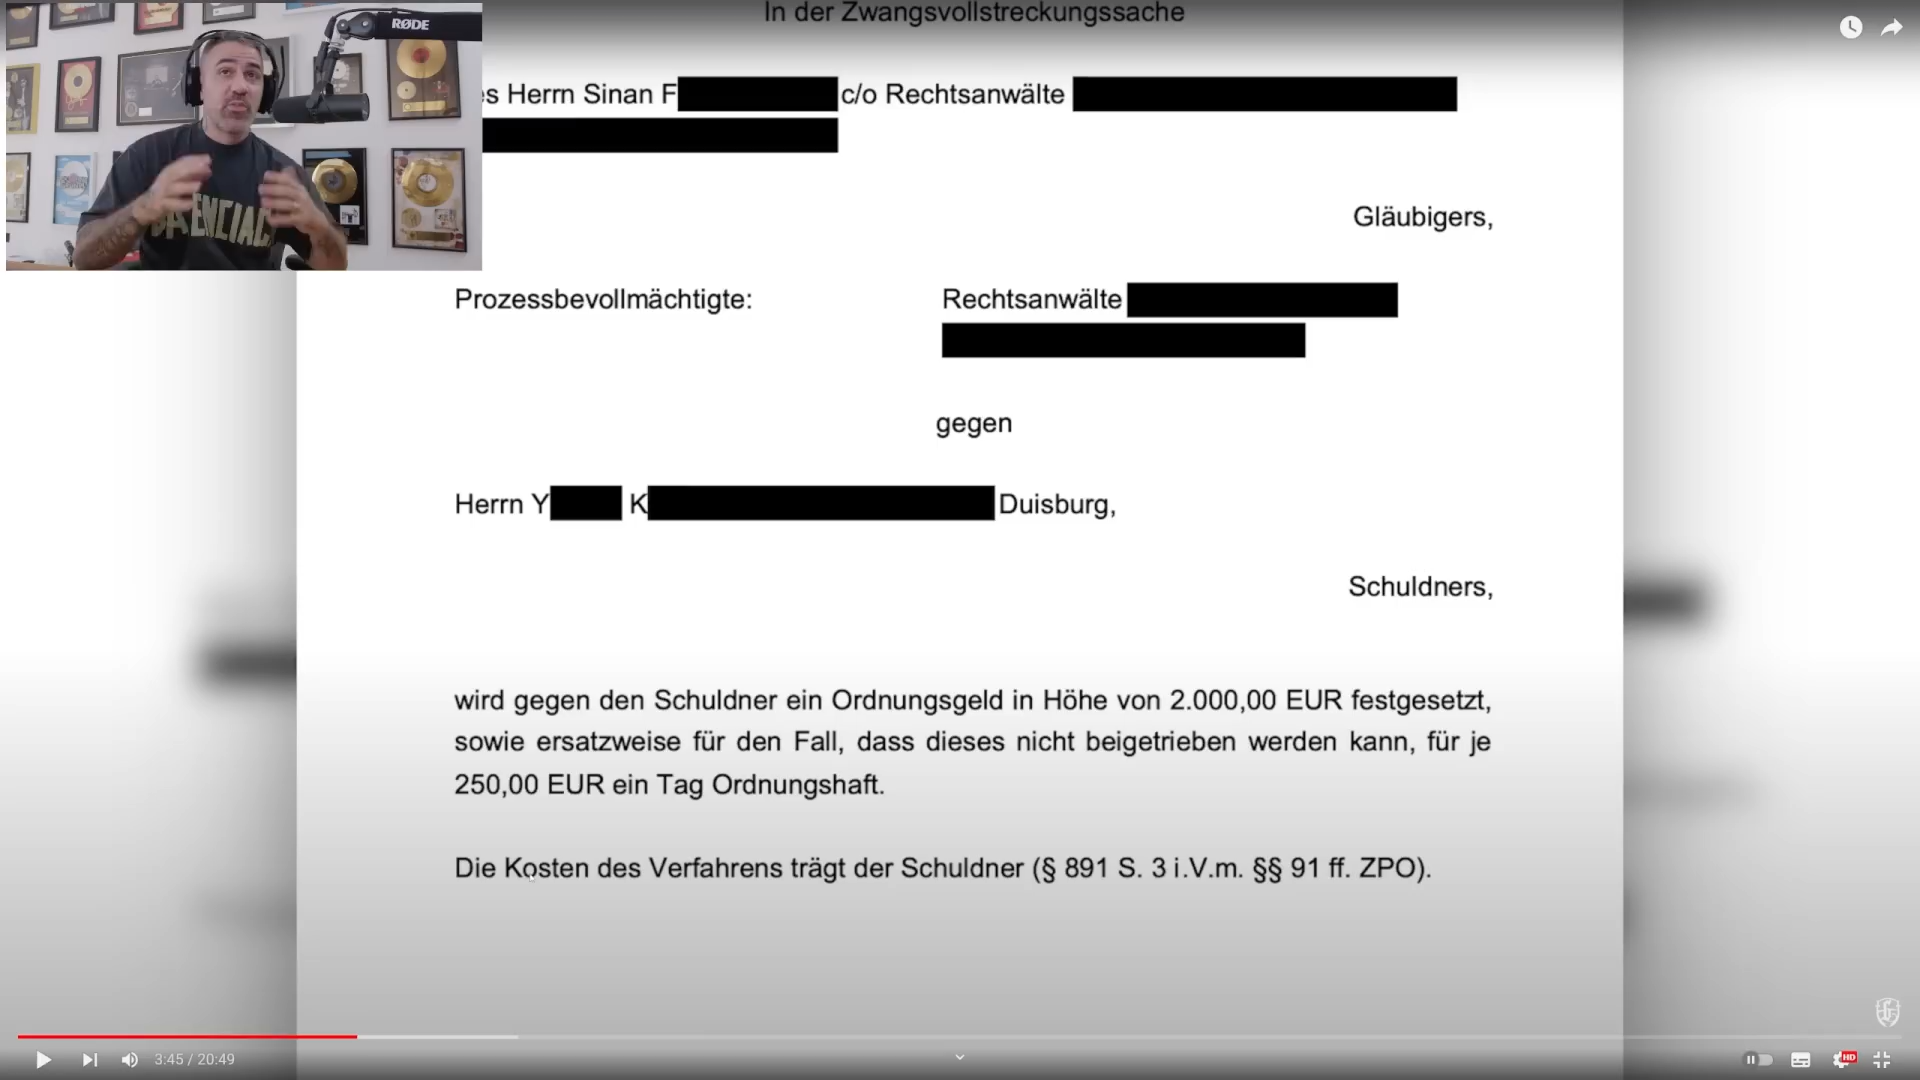 In der Zwangsvollstreckungssache
RØDE
es Herrn Sinan F c/o Rechtsanwälte
Gläubigers,
Prozessbevollmächtigte: Rechtsanwälte
gegen
Herrn Y K Duisburg,
Schuldners,
wird gegen den Schuldner ein Ordnungsgeld in Höhe von 2.000,00 EUR festgesetzt,
sowie ersatzweise für den Fall, dass dieses nicht beigetrieben werden kann, für je
250,00 EUR ein Tag Ordnungshaft.
Die Kosten des Verfahrens trägt der Schuldner (§ 891 S. 3 i.V.m. §§ 91 ff. ZPO).
3:45 / 20:49
HD